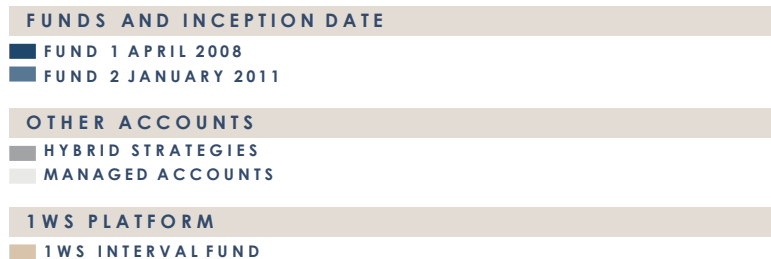 FUNDS AND INCEPTION DATE
FUND 1 APRIL 2008
FUND 2 JANUARY 2011
OTHER ACCOUNTS
HYBRID STRATEGIES
MANAGED ACCOUNTS
1WS PLATFORM
1WS INTERVAL FUND